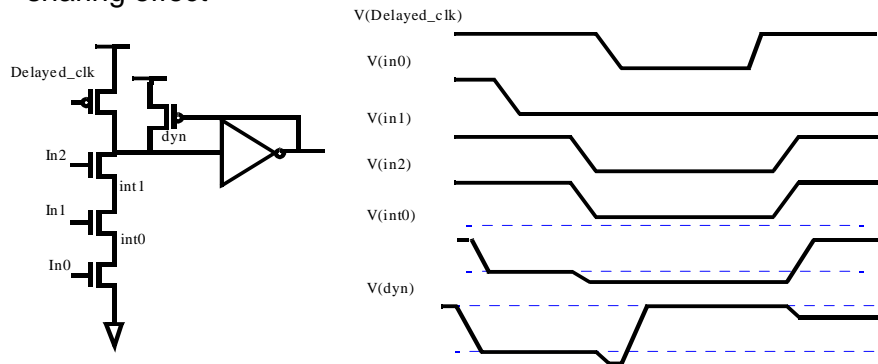 sharing effect
Delayed_clk
dyn
In2
int1
In1
int0
In0
V(Delayed_clk)
V(in0)
V(in1)
V(in2)
V(int0)
V(dyn)